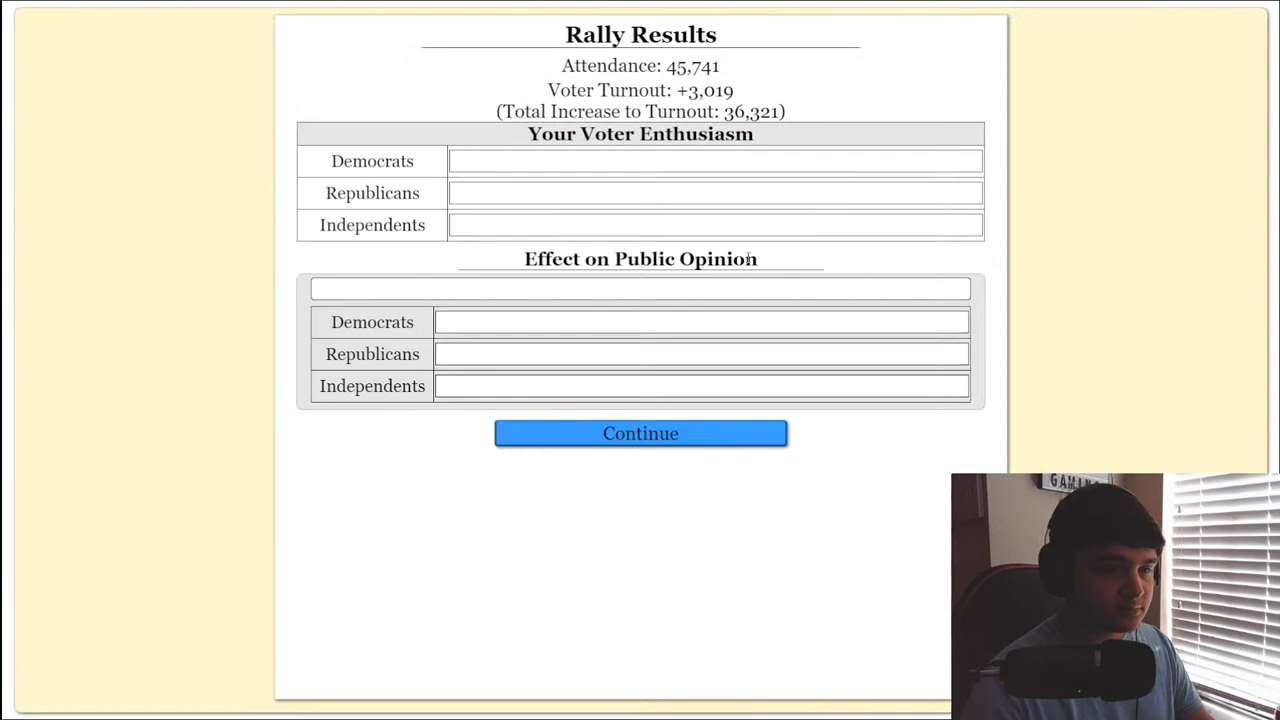 Rally Results
Attendance: 45,741
Voter Turnout: +3,019
(Total Increase to Turnout: 36,321)
Your Voter Enthusiasm
Democrats
Republicans
Independents
Effect on Public Opinion
Democrats
Republicans
Independents
Continue
GAMING